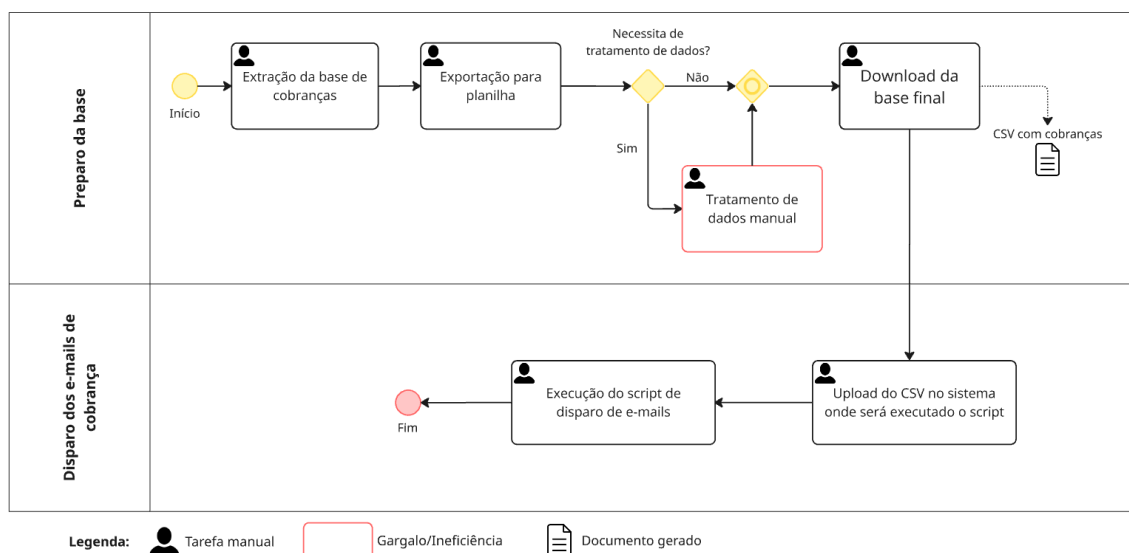 Preparo da base
Início
Extração da base de
cobranças
Exportação para
planilha
Necessita de
tratamento de dados?
Não
Sim
Tratamento de
dados manual
Download da
base final
CSV com cobranças
Disparo dos e-mails de
cobrança
Upload do CSV no sistema
onde será executado o script
Execução do script de
disparo de e-mails
Fim
Legenda:
Tarefa manual
Gargalo/Ineficiência
Documento gerado